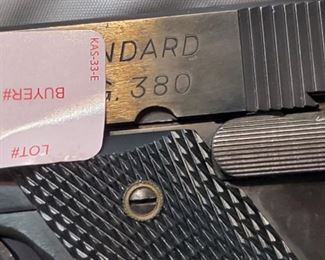 NDARD
G. 380
KAS-33-E
BUYER#
LOT#